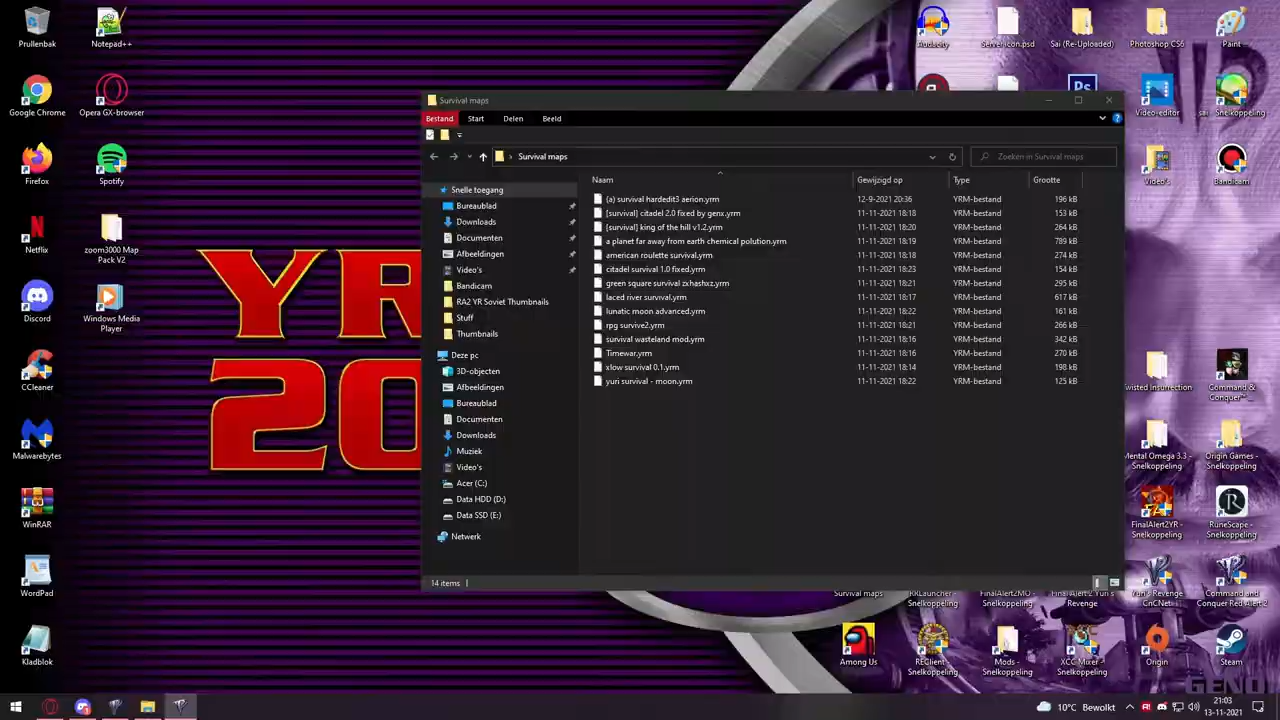 Prullenbak
Notepad++
Google Chrome
Opera GX-browser
Firefox
Spotify
Netflix
zoom3000 Map
Pack V2
Discord
Windows Media
Player
CCleaner
Malwarebytes
WinRAR
WordPad
Kladblok
YR
20
Audacity
Server icon.psd
Sai (Re-Uploaded)
Photoshop CS6
Paint
Ps
Video-editor
sai - Snelkoppeling
Video's
Bandicam
Survival maps
Bestand
Start
Delen
Beeld
Survival maps
Zoeken in Survival maps
Naam
Gewijzigd op
Type
Grootte
Snelle toegang
Bureaublad
Downloads
Documenten
Afbeeldingen
Video's
Bandicam
RA2 YR Soviet Thumbnails
Stuff
Thumbnails
Deze pc
3D-objecten
Afbeeldingen
Bureaublad
Documenten
Downloads
Muziek
Video's
Acer (C:)
Data HDD (D:)
Data SSD (E:)
Netwerk
(a) survival hardedit3 aerion.yrm 12-9-2021 20:36 YRM-bestand 196 kB
[survival] citadel 2.0 fixed by genx.yrm 11-11-2021 18:18 YRM-bestand 153 kB
[survival] king of the hill v1.2.yrm 11-11-2021 18:20 YRM-bestand 264 kB
a planet far away from earth chemical polution.yrm 11-11-2021 18:19 YRM-bestand 789 kB
american roulette survival.yrm 11-11-2021 18:18 YRM-bestand 274 kB
citadel survival 1.0 fixed.yrm 11-11-2021 18:23 YRM-bestand 154 kB
green square survival zxhashxz.yrm 11-11-2021 18:21 YRM-bestand 295 kB
laced river survival.yrm 11-11-2021 18:17 YRM-bestand 617 kB
lunatic moon advanced.yrm 11-11-2021 18:22 YRM-bestand 161 kB
rpg survive2.yrm 11-11-2021 18:21 YRM-bestand 266 kB
survival wasteland mod.yrm 11-11-2021 18:16 YRM-bestand 342 kB
Timewar.yrm 11-11-2021 18:16 YRM-bestand 270 kB
xlow survival 0.1.yrm 11-11-2021 18:14 YRM-bestand 198 kB
yuri survival - moon.yrm 11-11-2021 18:22 YRM-bestand 125 kB
14 items
Twisted Insurrection
Command &
Conquer™...
Mental Omega 3.3 -
Snelkoppeling
Origin Games -
Snelkoppeling
FinalAlert2YR -
Snelkoppeling
RuneScape -
Snelkoppeling
Survival maps
RRLauncher -
Snelkoppeling
FinalAlert2MO -
Snelkoppeling
Final Alert 2 Yuri's
Revenge
Yuri's Revenge
CnCNet
Command and
Conquer Red Alert 2
Among Us
REClient -
Snelkoppeling
Mods -
Snelkoppeling
XCC Mixer -
Snelkoppeling
Origin
Steam
GENO
10°C Bewolkt
21:03
13-11-2021